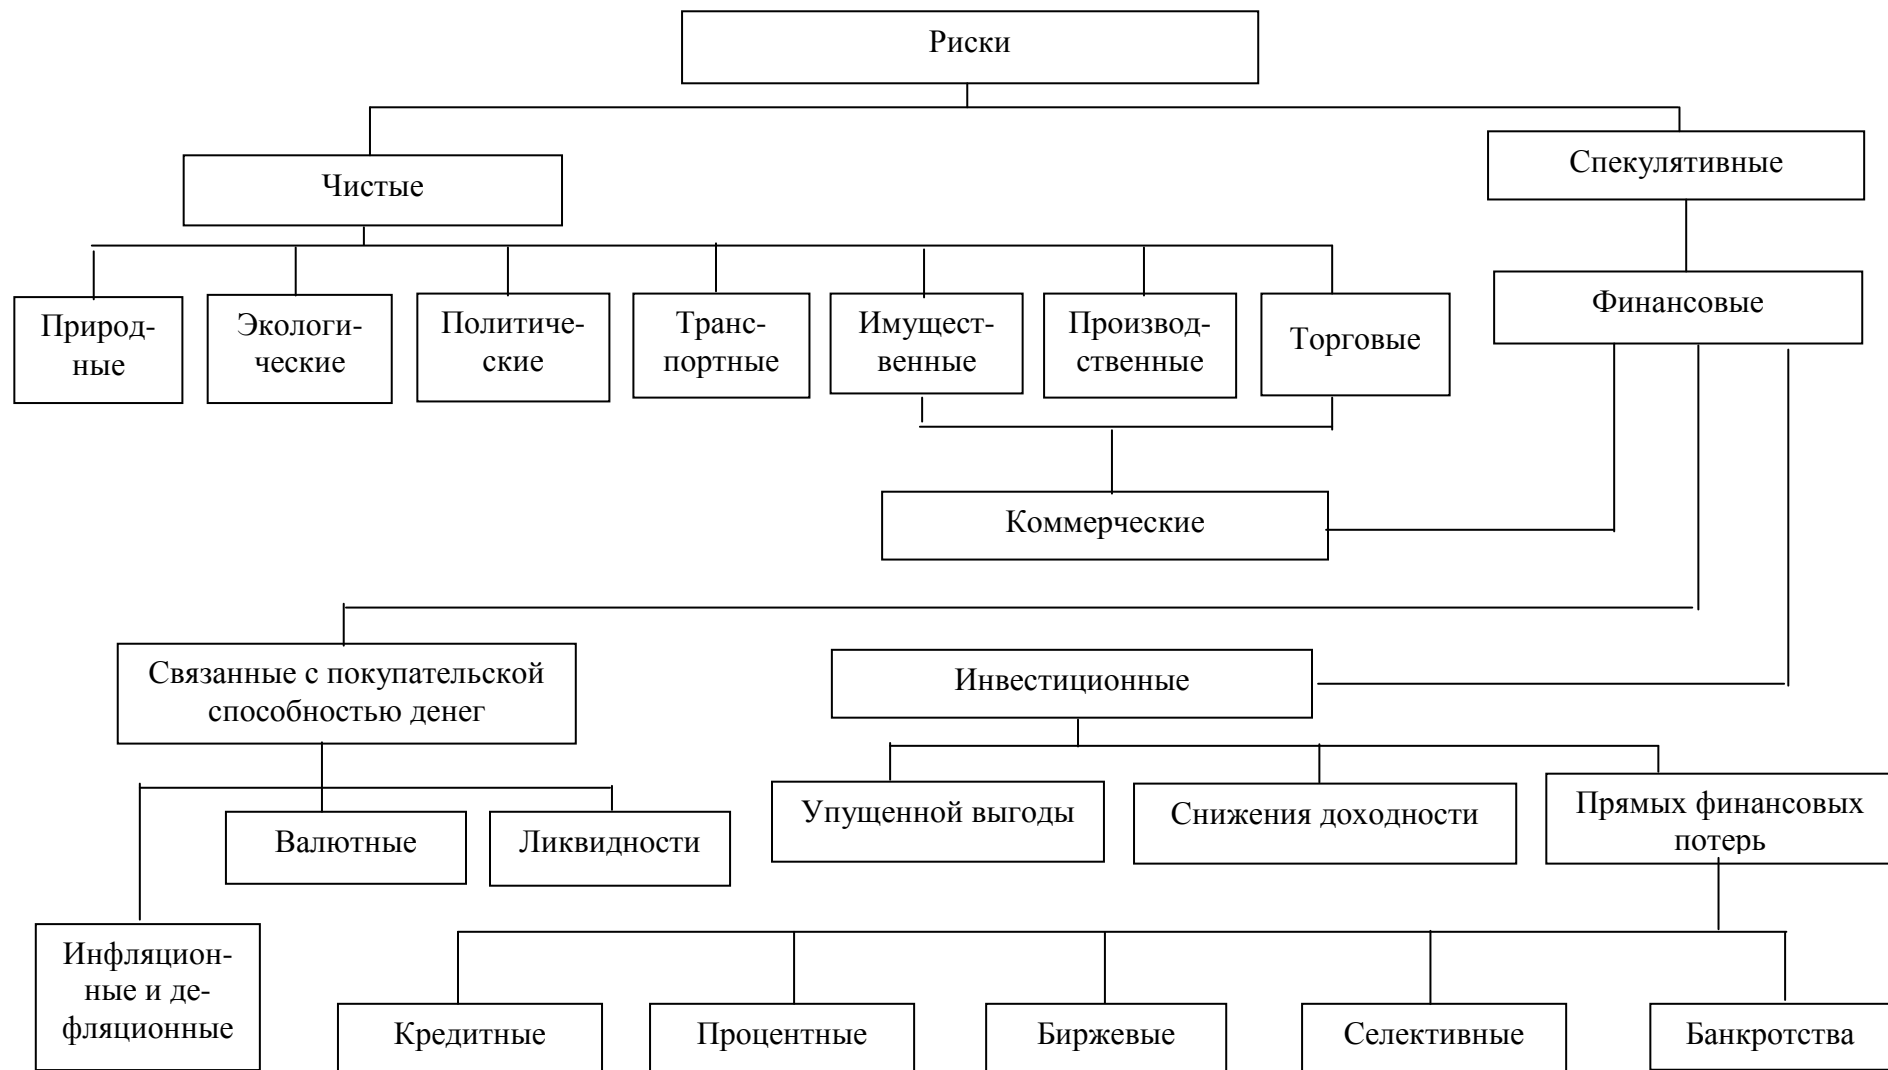 Риски
Чистые
Спекулятивные
Природ-
ные
Экологи-
ческие
Политиче-
ские
Транс-
портные
Имущест-
венные
Производ-
ственные
Торговые
Финансовые
Коммерческие
Связанные с покупательской
способностью денег
Инвестиционные
Валютные
Ликвидности
Упущенной выгоды
Снижения доходности
Прямых финансовых
потерь
Инфляцион-
ные и де-
фляционные
Кредитные
Процентные
Биржевые
Селективные
Банкротства